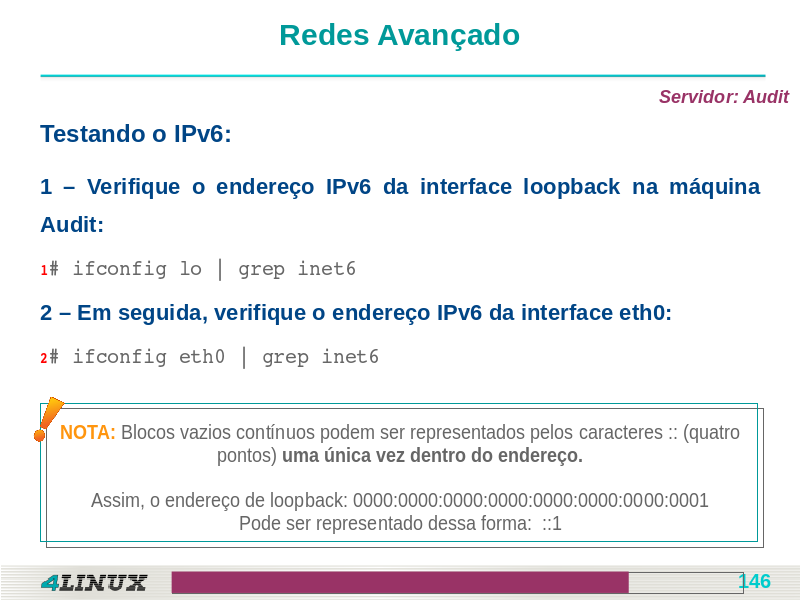 Redes Avançado
Servidor: Audit
Testando o IPv6:
1 – Verifique o endereço IPv6 da interface loopback na máquina
Audit:
1# ifconfig lo | grep inet6
2 – Em seguida, verifique o endereço IPv6 da interface eth0:
2# ifconfig eth0 | grep inet6
NOTA: Blocos vazios contínuos podem ser representados pelos caracteres :: (quatro
pontos) uma única vez dentro do endereço.
Assim, o endereço de loopback: 0000:0000:0000:0000:0000:0000:0000:0001
Pode ser representado dessa forma:  ::1
4LINUX
146